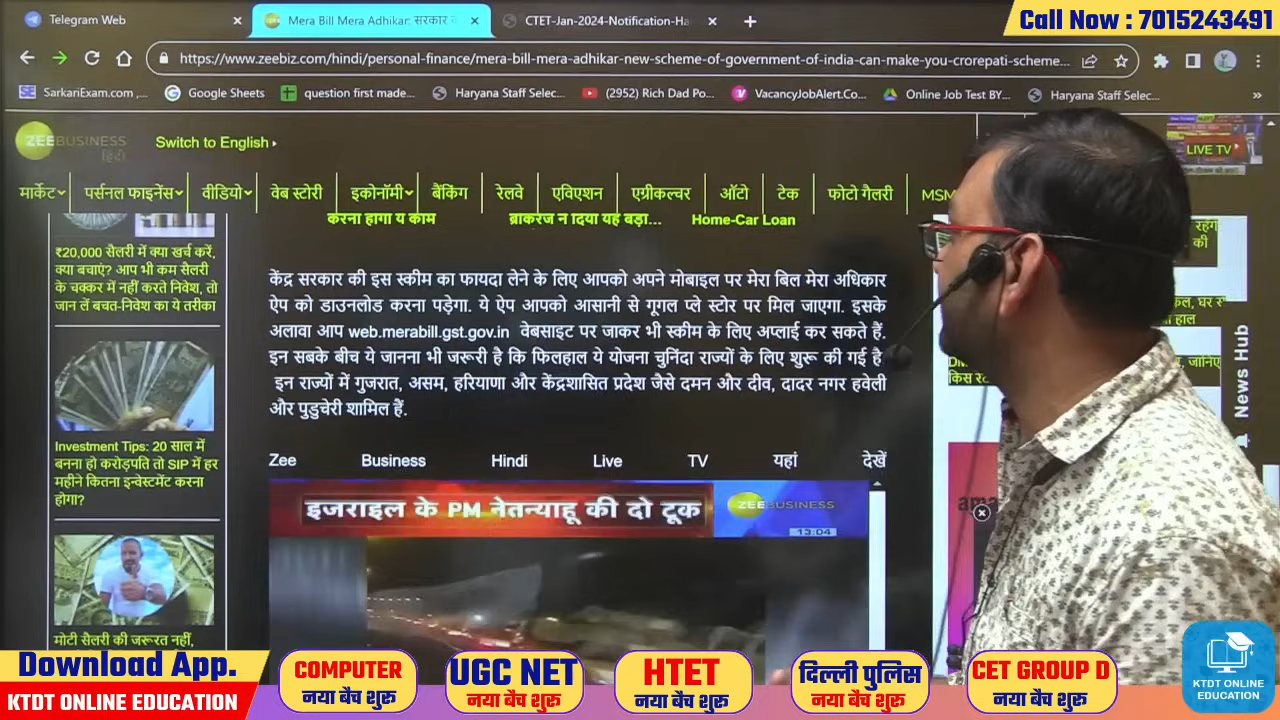 Telegram Web
Mera Bill Mera Adhikar: सरकार
CTET-Jan-2024-Notification-Ha
Call Now : 7015243491
https://www.zeebiz.com/hindi/personal-finance/mera-bill-mera-adhikar-new-scheme-of-government-of-india-can-make-you-crorepati-scheme...
SarkariExam.com ,...
Google Sheets
question first made...
Haryana Staff Selec...
(2952) Rich Dad Po...
VacancyJobAlert.Co...
Online Job Test BY...
Haryana Staff Selec...
ZEEBUSINESS
हिंदी
Switch to English
LIVE TV
मार्केट
पर्सनल फाइनेंस
वीडियो
वेब स्टोरी
इकोनॉमी
बैंकिंग
रेलवे
एविएशन
एग्रीकल्चर
ऑटो
टेक
फोटो गैलरी
MSM
करना होगा ये काम
ब्रोकरेज ने दिया यह बड़ा...
Home-Car Loan
₹20,000 सैलरी में क्या खर्च करें,
क्या बचाएं? आप भी कम सैलरी
के चक्कर में नहीं करते निवेश, तो
जान लें बचत-निवेश का ये तरीका
केंद्र सरकार की इस स्कीम का फायदा लेने के लिए आपको अपने मोबाइल पर मेरा बिल मेरा अधिकार
ऐप को डाउनलोड करना पड़ेगा. ये ऐप आपको आसानी से गूगल प्ले स्टोर पर मिल जाएगा. इसके
अलावा आप web.merabill.gst.gov.in वेबसाइट पर जाकर भी स्कीम के लिए अप्लाई कर सकते हैं.
इन सबके बीच ये जानना भी जरूरी है कि फिलहाल ये योजना चुनिंदा राज्यों के लिए शुरू की गई है
इन राज्यों में गुजरात, असम, हरियाणा और केंद्रशासित प्रदेश जैसे दमन और दीव, दादर नगर हवेली
और पुडुचेरी शामिल हैं.
Investment Tips: 20 साल में
बनना हो करोड़पति तो SIP में हर
महीने कितना इन्वेस्टमेंट करना
होगा?
Zee Business Hindi Live TV यहां देखें
इजराइल के PM नेतन्याहू की दो टूक
ZEEBUSINESS
13:04
मोटी सैलरी की जरूरत नहीं,
की
हाल
जानिए
News Hub
Download App.
KTDT ONLINE EDUCATION
COMPUTER
नया बैच शुरू
UGC NET
नया बैच शुरू
HTET
नया बैच शुरू
दिल्ली पुलिस
नया बैच शुरू
CET GROUP D
नया बैच शुरू
KTDT ONLINE
EDUCATION